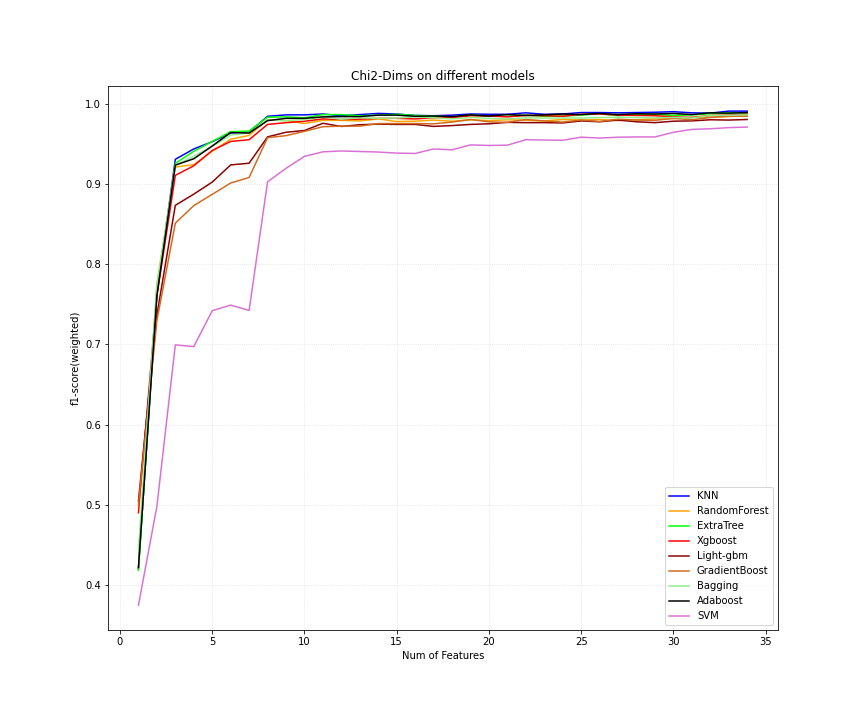 Chi2-Dims on different models
1.0
0.9
0.8
0.7
0.6
0.5
0.4
f1-score(weighted)
0 5 10 15 20 25 30 35
Num of Features
KNN
RandomForest
ExtraTree
Xgboost
Light-gbm
GradientBoost
Bagging
Adaboost
SVM